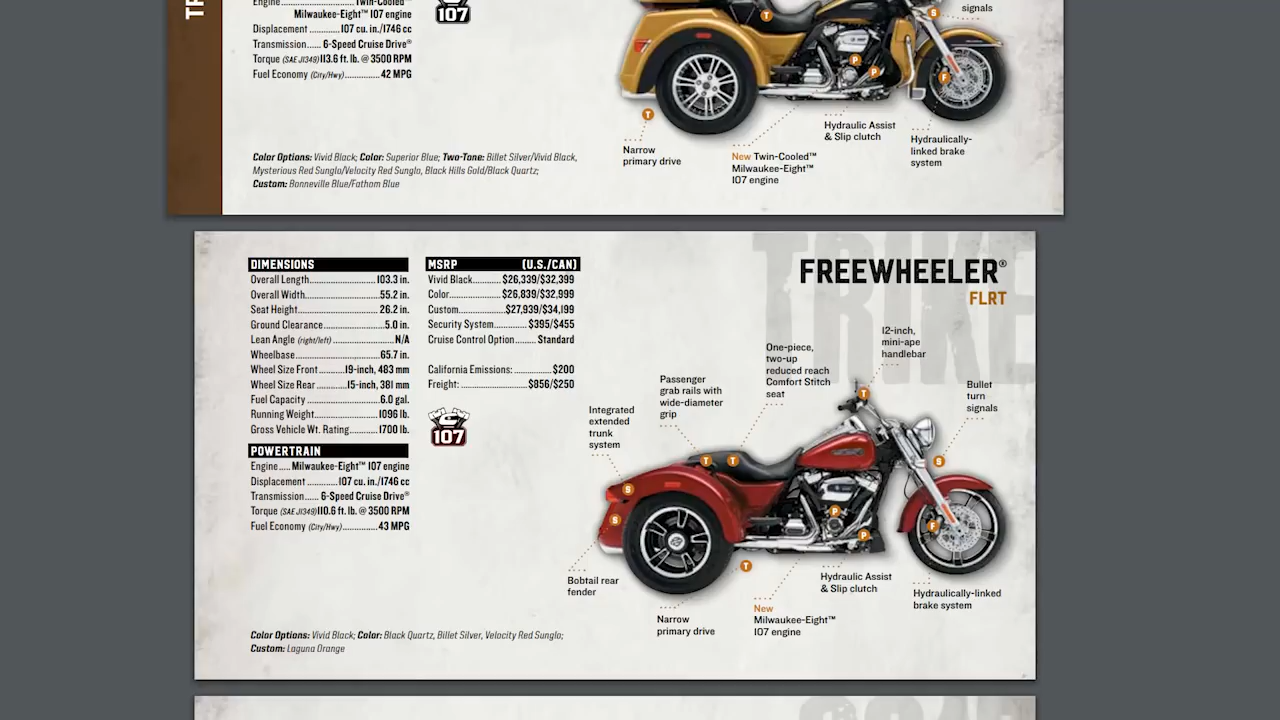 TR
Engine.......................Twin-Cooled™
Milwaukee-Eight™ 107 engine
Displacement...........107 cu. in./1746 cc
Transmission...... 6-Speed Cruise Drive®
Torque (SAE J1349)113.6 ft. lb. @ 3500 RPM
Fuel Economy (City/Hwy)..............42 MPG
107
T
S
signals
P
P
F
T
Narrow
primary drive
New Twin-Cooled™
Milwaukee-Eight™
107 engine
Hydraulic Assist
& Slip clutch
Hydraulically-
linked brake
system
Color Options: Vivid Black; Color: Superior Blue; Two-Tone: Billet Silver/Vivid Black,
Mysterious Red Sunglo/Velocity Red Sunglo, Black Hills Gold/Black Quartz;
Custom: Bonneville Blue/Fathom Blue
TRIKE
FREEWHEELER®
FLRT
DIMENSIONS
Overall Length........................103.3 in.
Overall Width..........................55.2 in.
Seat Height.............................26.2 in.
Ground Clearance.....................5.0 in.
Lean Angle (right/left).....................N/A
Wheelbase..............................65.7 in.
Wheel Size Front...........19-inch, 483 mm
Wheel Size Rear...........15-inch, 381 mm
Fuel Capacity..........................6.0 gal.
Running Weight.......................1096 lb.
Gross Vehicle Wt. Rating...........1700 lb.
POWERTRAIN
Engine..... Milwaukee-Eight™ 107 engine
Displacement...........107 cu. in./1746 cc
Transmission...... 6-Speed Cruise Drive®
Torque (SAE J1349)110.6 ft. lb. @ 3500 RPM
Fuel Economy (City/Hwy)..............43 MPG
MSRP (U.S./CAN)
Vivid Black..........$26,339/$32,399
Color..................$26,839/$32,999
Custom................$27,939/$34,199
Security System............$395/$455
Cruise Control Option........Standard
California Emissions:..............$200
Freight:.........................$856/$250
107
Integrated
extended
trunk
system
Passenger
grab rails with
wide-diameter
grip
One-piece,
two-up
reduced reach
Comfort Stitch
seat
12-inch,
mini-ape
handlebar
Bullet
turn
signals
T
T
T
S
S
S
P
P
F
T
Bobtail rear
fender
Narrow
primary drive
New
Milwaukee-Eight™
107 engine
Hydraulic Assist
& Slip clutch
Hydraulically-linked
brake system
Color Options: Vivid Black; Color: Black Quartz, Billet Silver, Velocity Red Sunglo;
Custom: Laguna Orange